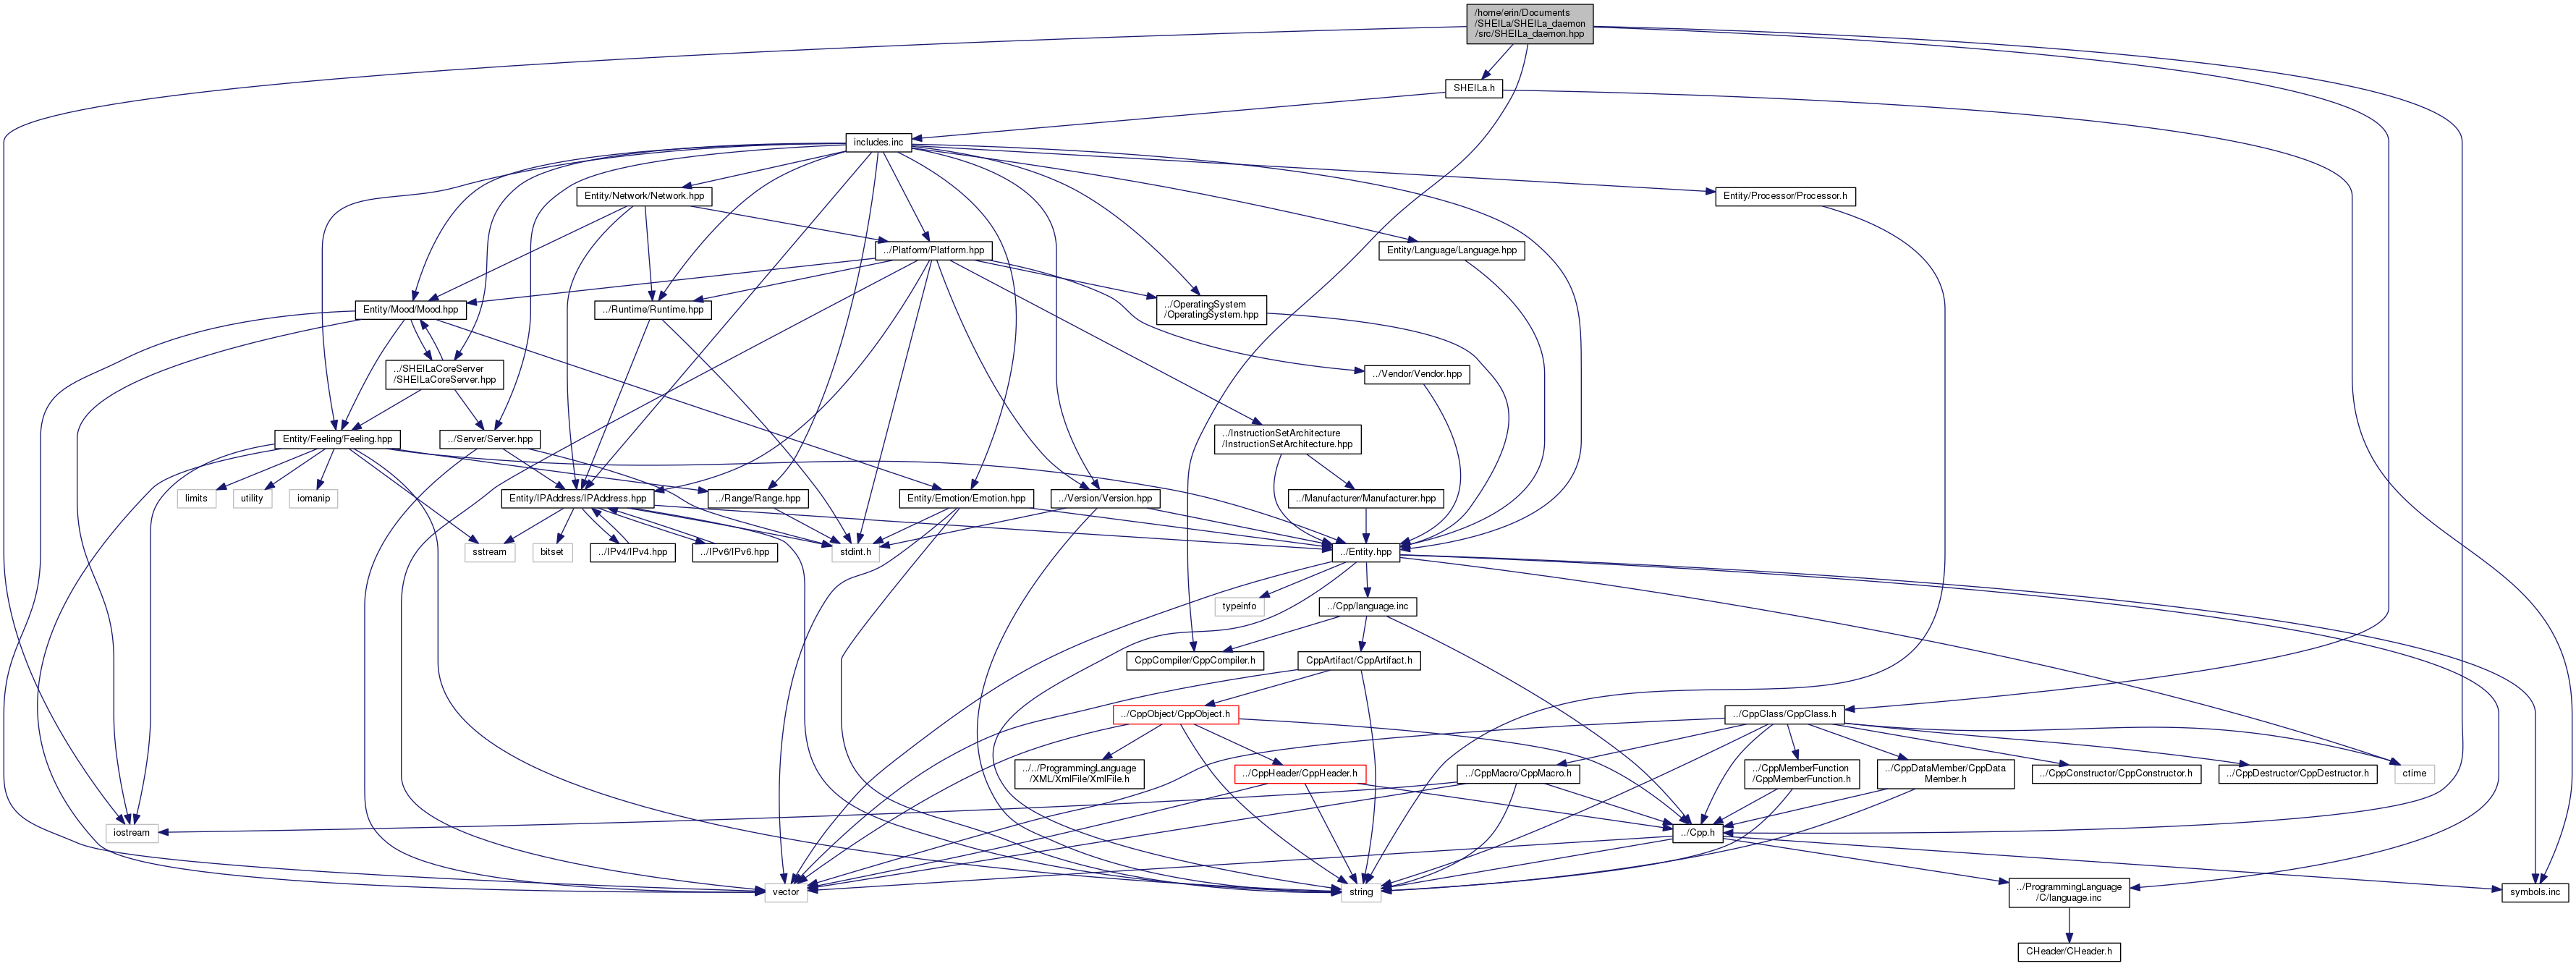 /home/erin/Documents
/SHEILa/SHEILa_daemon
/src/SHEILa_daemon.hpp
SHEILa.h
includes.inc
Entity/Network/Network.hpp
Entity/Processor/Processor.h
../Platform/Platform.hpp
Entity/Language/Language.hpp
Entity/Mood/Mood.hpp
../Runtime/Runtime.hpp
../OperatingSystem
/OperatingSystem.hpp
../SHEILaCoreServer
/SHEILaCoreServer.hpp
../Vendor/Vendor.hpp
Entity/Feeling/Feeling.hpp
../Server/Server.hpp
../InstructionSetArchitecture
/InstructionSetArchitecture.hpp
limits
utility
iomanip
Entity/IPAddress/IPAddress.hpp
../Range/Range.hpp
Entity/Emotion/Emotion.hpp
../Version/Version.hpp
../Manufacturer/Manufacturer.hpp
sstream
bitset
../IPv4/IPv4.hpp
../IPv6/IPv6.hpp
stdint.h
../Entity.hpp
typeinfo
../Cpp/language.inc
CppCompiler/CppCompiler.h
CppArtifact/CppArtifact.h
../CppObject/CppObject.h
../CppClass/CppClass.h
../../ProgrammingLanguage
/XML/XmlFile/XmlFile.h
../CppHeader/CppHeader.h
../CppMacro/CppMacro.h
../CppMemberFunction
/CppMemberFunction.h
../CppDataMember/CppData
Member.h
../CppConstructor/CppConstructor.h
../CppDestructor/CppDestructor.h
ctime
iostream
../Cpp.h
vector
string
../ProgrammingLanguage
/C/language.inc
symbols.inc
CHeader/CHeader.h